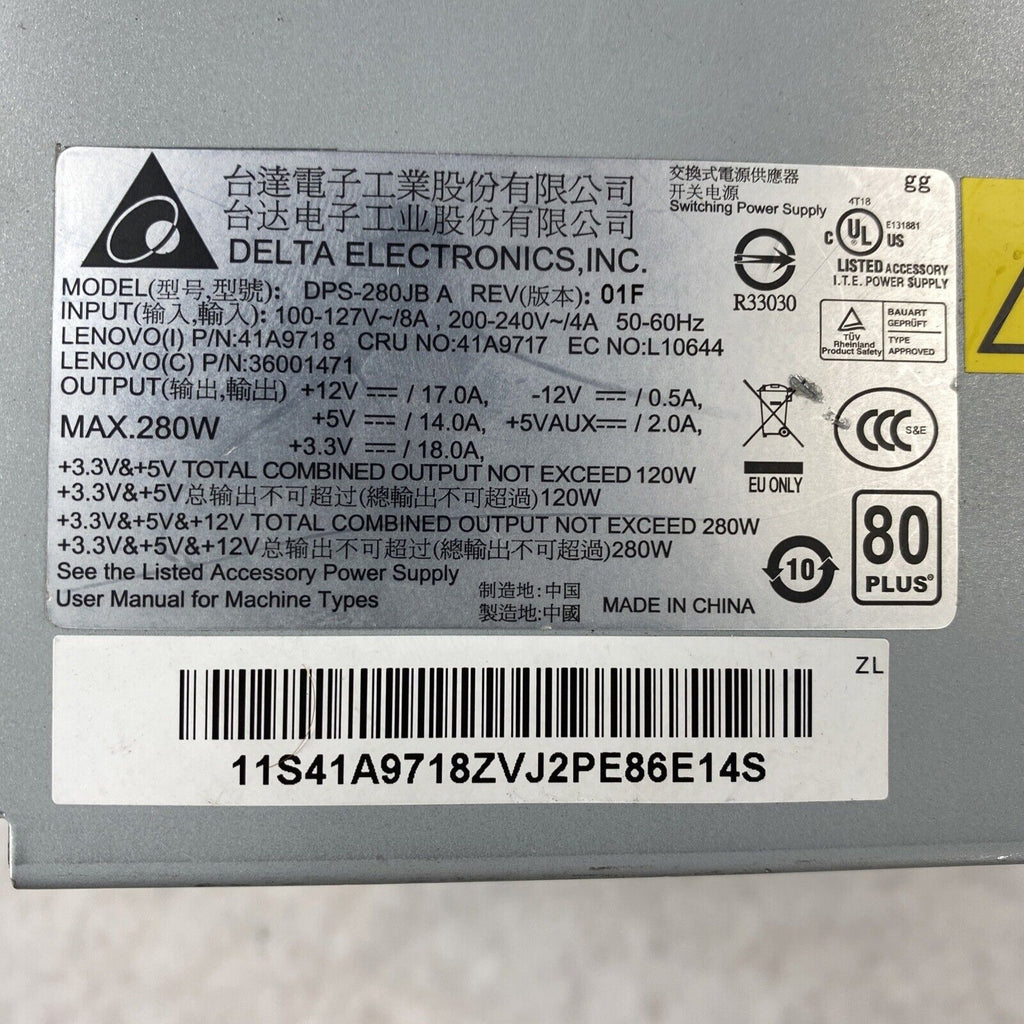 台達電子工業股份有限公司
台达电子工业股份有限公司
DELTA ELECTRONICS,INC.
交換式電源供應器
开关电源
Switching Power Supply
gg
4T18
E131881
C UL US
LISTED ACCESSORY
I.T.E. POWER SUPPLY
R33030
MODEL(型号,型號): DPS-280JB A REV(版本): 01F
INPUT(输入,輸入): 100-127V~/8A , 200-240V~/4A 50-60Hz
LENOVO(I) P/N:41A9718 CRU NO:41A9717 EC NO:L10644
LENOVO(C) P/N:36001471
TÜV
Rheinland
Product Safety
BAUART
GEPRÜFT
TYPE
APPROVED
OUTPUT(输出,輸出) +12V ⎓ / 17.0A, -12V ⎓ / 0.5A,
MAX.280W
+5V ⎓ / 14.0A, +5VAUX⎓ / 2.0A,
+3.3V ⎓ / 18.0A,
CCC S&E
EU ONLY
+3.3V&+5V TOTAL COMBINED OUTPUT NOT EXCEED 120W
+3.3V&+5V总输出不可超过(總輸出不可超過)120W
+3.3V&+5V&+12V TOTAL COMBINED OUTPUT NOT EXCEED 280W
+3.3V&+5V&+12V总输出不可超过(總輸出不可超過)280W
See the Listed Accessory Power Supply
User Manual for Machine Types
制造地:中国
製造地:中國
MADE IN CHINA
10
80
PLUS®
ZL
11S41A9718ZVJ2PE86E14S